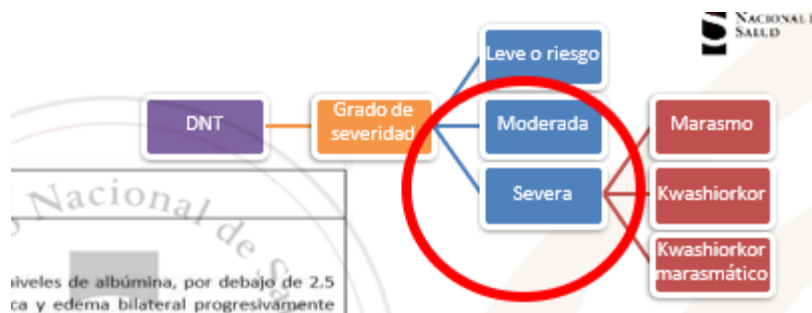 NACIONAL
SALUD
Leve o riesgo
DNT
Grado de
severidad
Moderada
Marasmo
Severa
Kwashiorkor
Kwashiorkor
marasmático
Nacional de
niveles de albúmina, por debajo de 2.5
ca y edema bilateral progresivamente